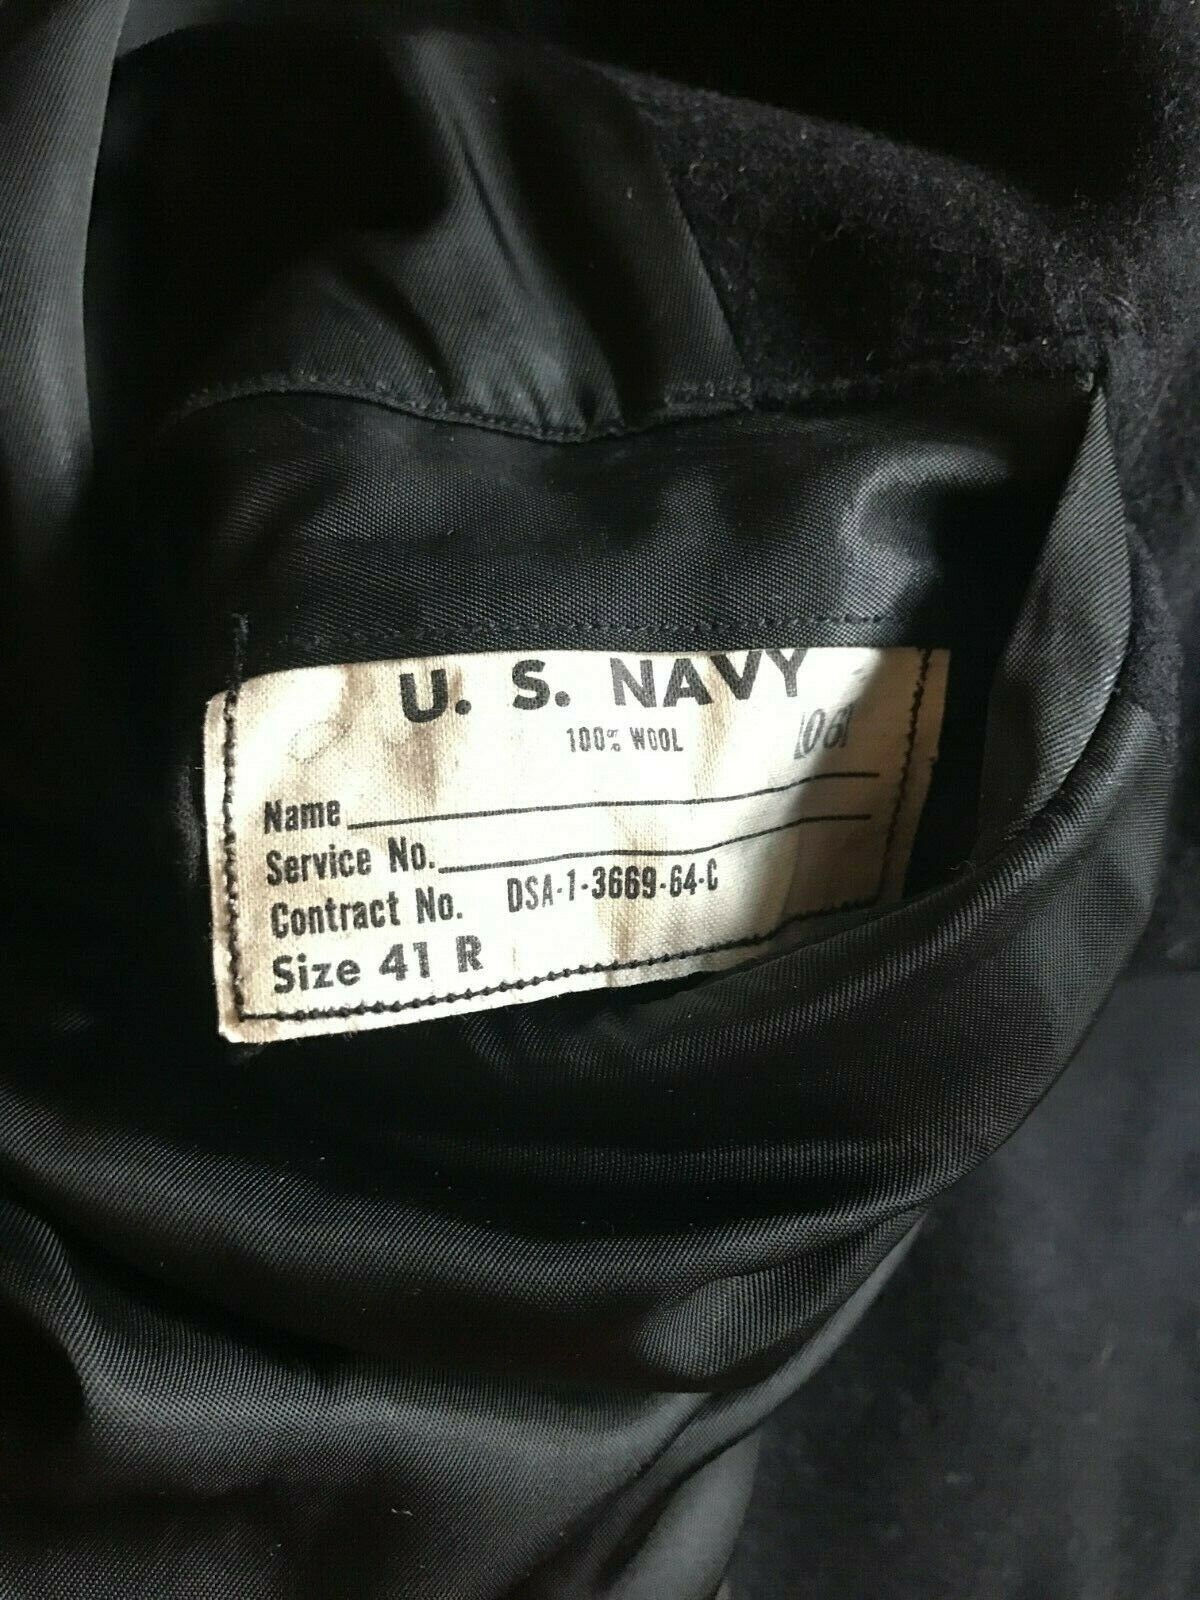 U. S. NAVY
100% WOOL
Name
Service No.
Contract No. DSA-1-3669-64-C
Size 41 R